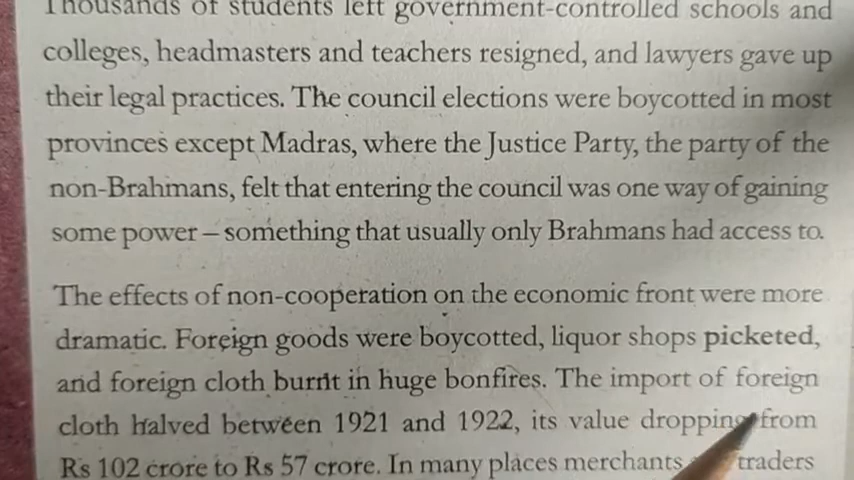 Thousands of students left government-controlled schools and
colleges, headmasters and teachers resigned, and lawyers gave up
their legal practices. The council elections were boycotted in most
provinces except Madras, where the Justice Party, the party of the
non-Brahmans, felt that entering the council was one way of gaining
some power – something that usually only Brahmans had access to.
The effects of non-cooperation on the economic front were more
dramatic. Foreign goods were boycotted, liquor shops picketed,
and foreign cloth burnt in huge bonfires. The import of foreign
cloth halved between 1921 and 1922, its value dropping from
Rs 102 crore to Rs 57 crore. In many places merchants traders